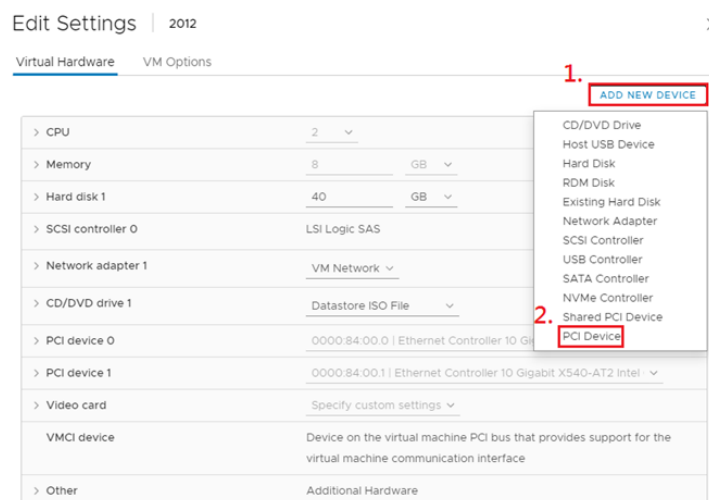 Edit Settings | 2012
Virtual Hardware VM Options
1.
ADD NEW DEVICE
CD/DVD Drive
Host USB Device
Hard Disk
RDM Disk
Existing Hard Disk
Network Adapter
SCSI Controller
USB Controller
SATA Controller
NVMe Controller
Shared PCI Device
2.
PCI Device
> CPU 2
> Memory 8 GB
> Hard disk 1 40 GB
> SCSI controller 0 LSI Logic SAS
> Network adapter 1 VM Network
> CD/DVD drive 1 Datastore ISO File
> PCI device 0 0000:84:00.0 | Ethernet Controller 10
> PCI device 1 0000:84:00.1 | Ethernet Controller 10 Gigabit X540-AT2 Intel
> Video card Specify custom settings
VMCI device Device on the virtual machine PCI bus that provides support for the
virtual machine communication interface
> Other Additional Hardware